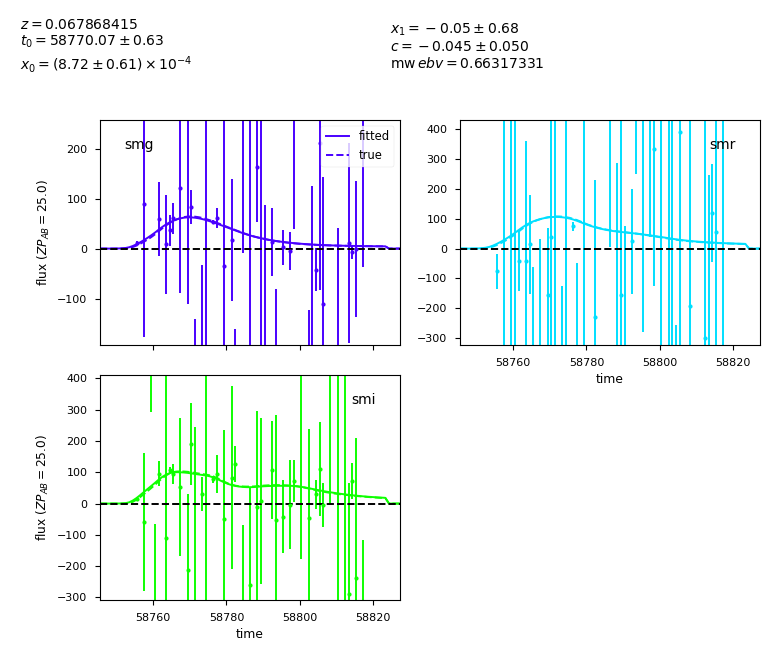 z = 0.067868415
t0 = 58770.07 ± 0.63
x0 = (8.72 ± 0.61) × 10⁻⁴
x1 = −0.05 ± 0.68
c = −0.045 ± 0.050
mw ebv = 0.66317331
smg
fitted
true
200
100
0
−100
flux (ZP_AB = 25.0)
smr
400
300
200
100
0
−100
−200
−300
58760 58780 58800 58820
time
smi
400
300
200
100
0
−100
−200
−300
flux (ZP_AB = 25.0)
58760 58780 58800 58820
time